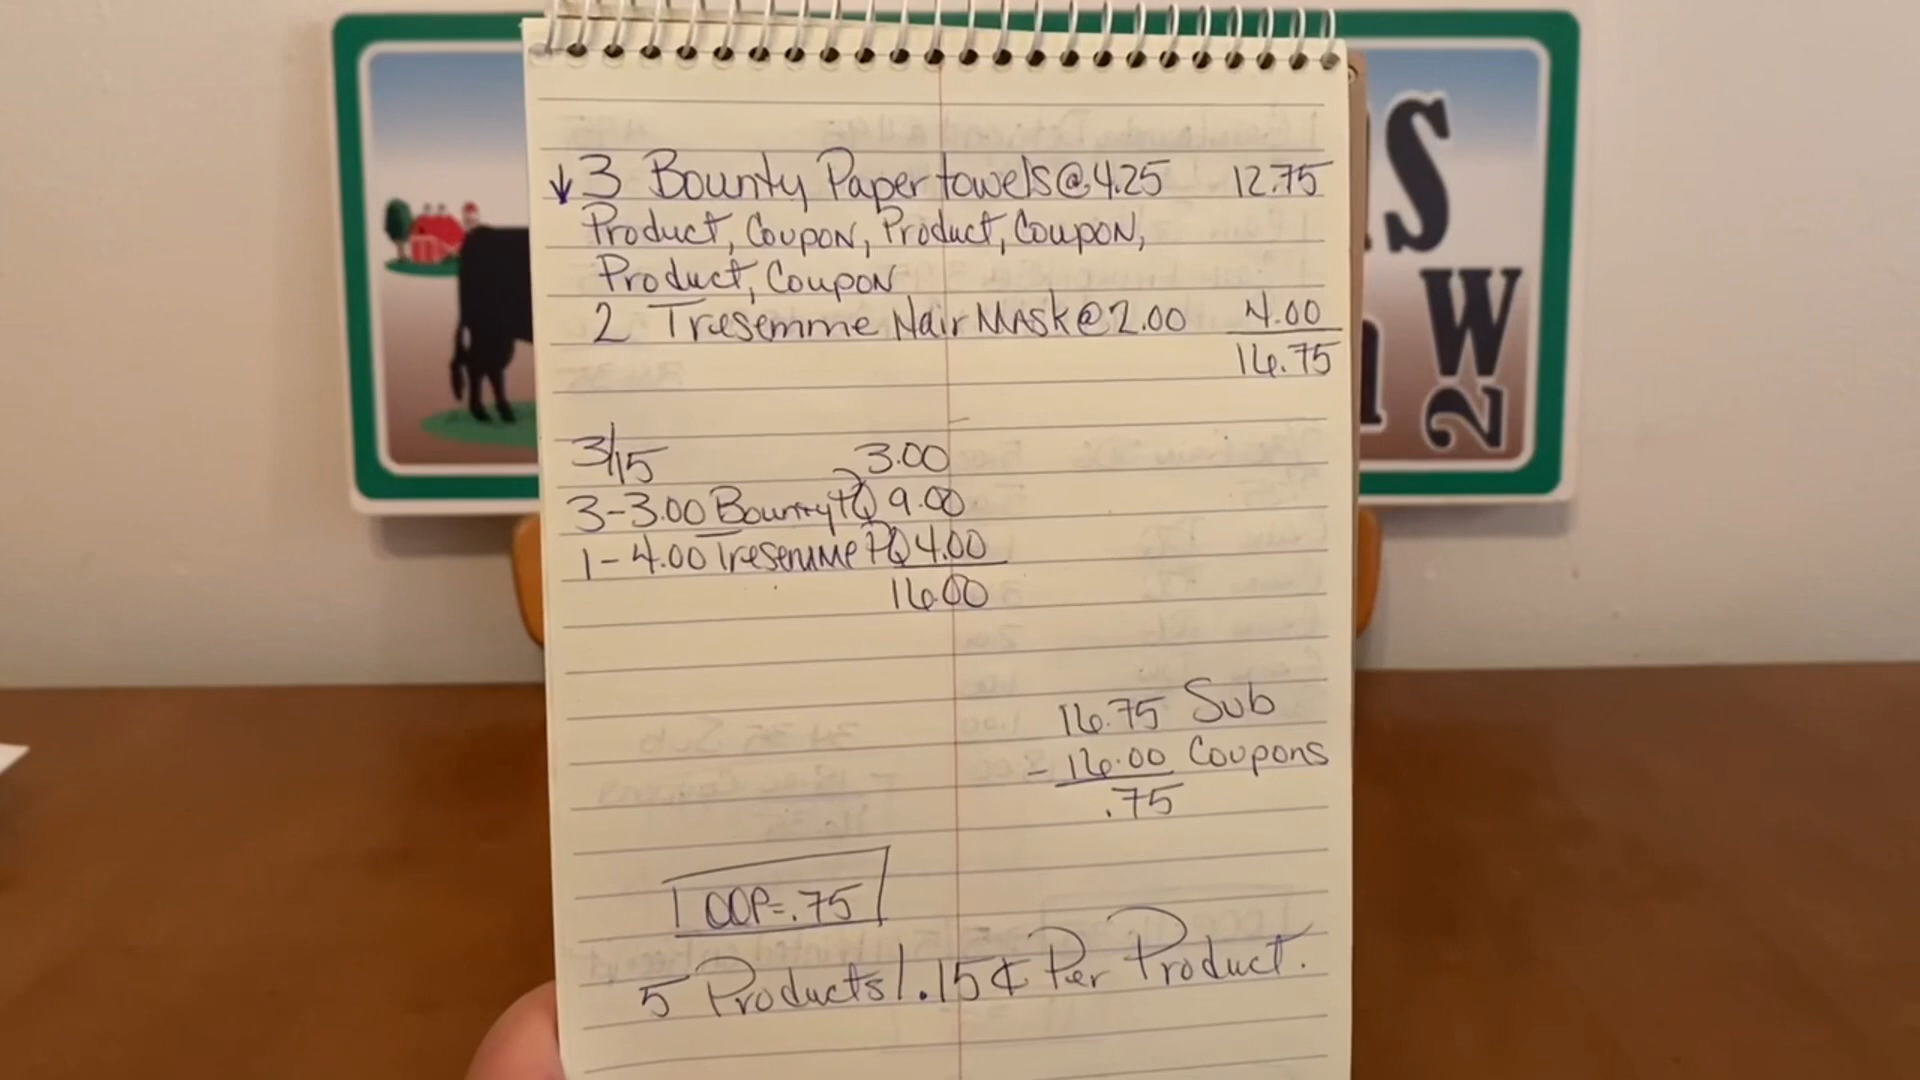 ↓3 Bounty Paper towels@4.25 12.75
Product, Coupon, Product, Coupon,
Product, Coupon
2 Tresemme Hair Mask@2.00 4.00
16.75
3/15 3.00
3-3.00 Bounty PQ 9.00
1-4.00 Tresemme PQ 4.00
16.00
16.75 Sub
- 16.00 Coupons
.75
OOP=.75
5 Products/.15¢ Per Product.
S
W
2